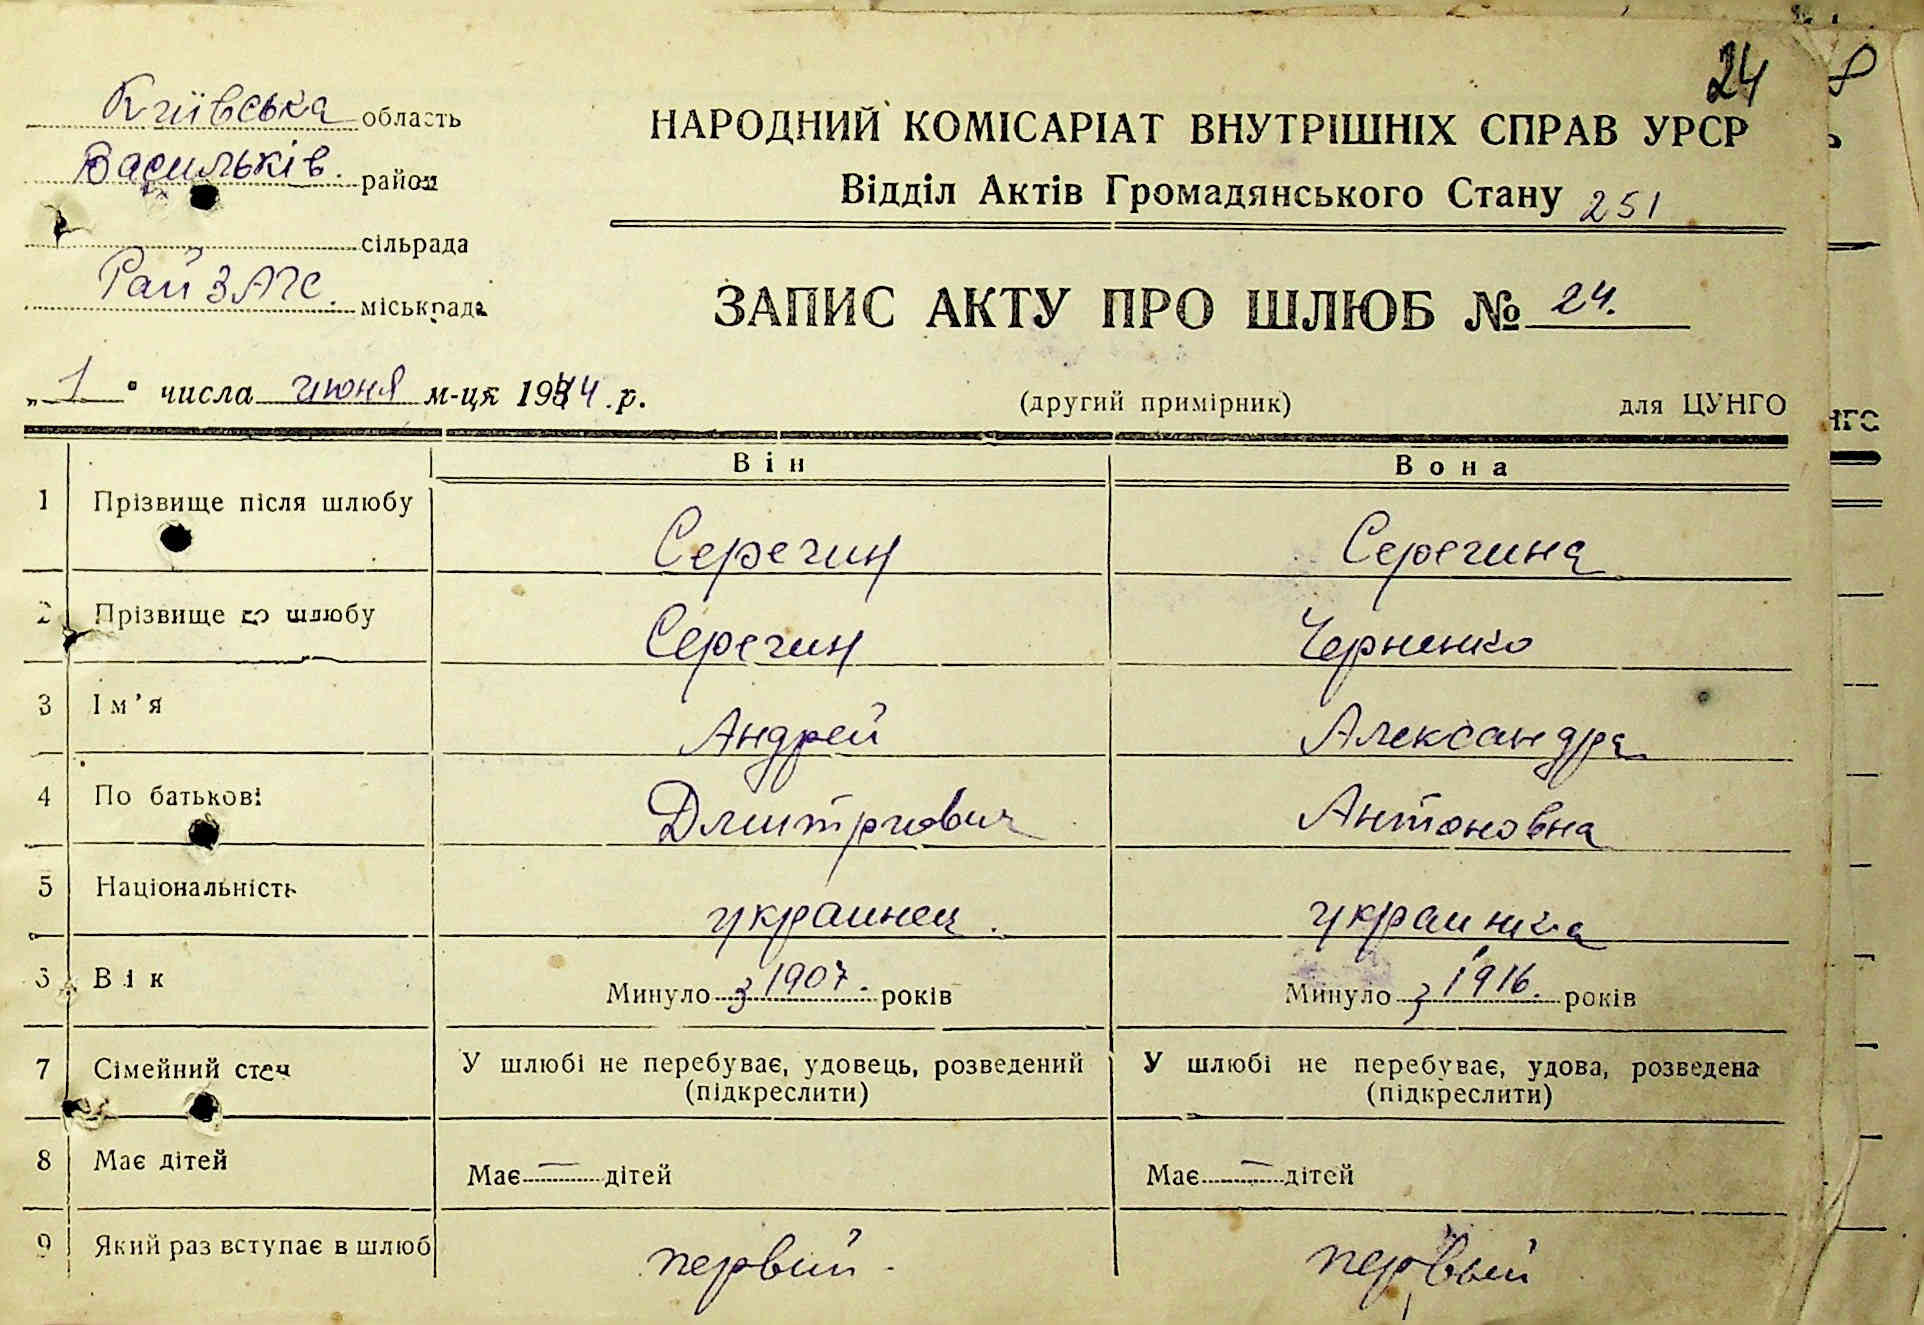 24
Київська область
НАРОДНИЙ КОМІСАРІАТ ВНУТРІШНІХ СПРАВ УРСР
Васильків. район
Відділ Актів Громадянського Стану 251
сільрада
Рай ЗАГС. міськрада
ЗАПИС АКТУ ПРО ШЛЮБ № 24.
„1“ числа июня м-ця 1944 р.
(другий примірник)
для ЦУНГО
Він
Вона
1 Прізвище після шлюбу Серегин Серегина
2 Прізвище до шлюбу Серегин Черненко
3 Ім’я Андрей Александра
4 По батькові Дмитриевич Антоновна
5 Національність украинец. украинка
6 Вік Минуло з 1907. років Минуло з 1916. років
7 Сімейний стан У шлюбі не перебуває, удовець, розведений У шлюбі не перебуває, удова, розведена
(підкреслити) (підкреслити)
8 Має дітей Має — дітей Має — дітей
9 Який раз вступає в шлюб первый - первый